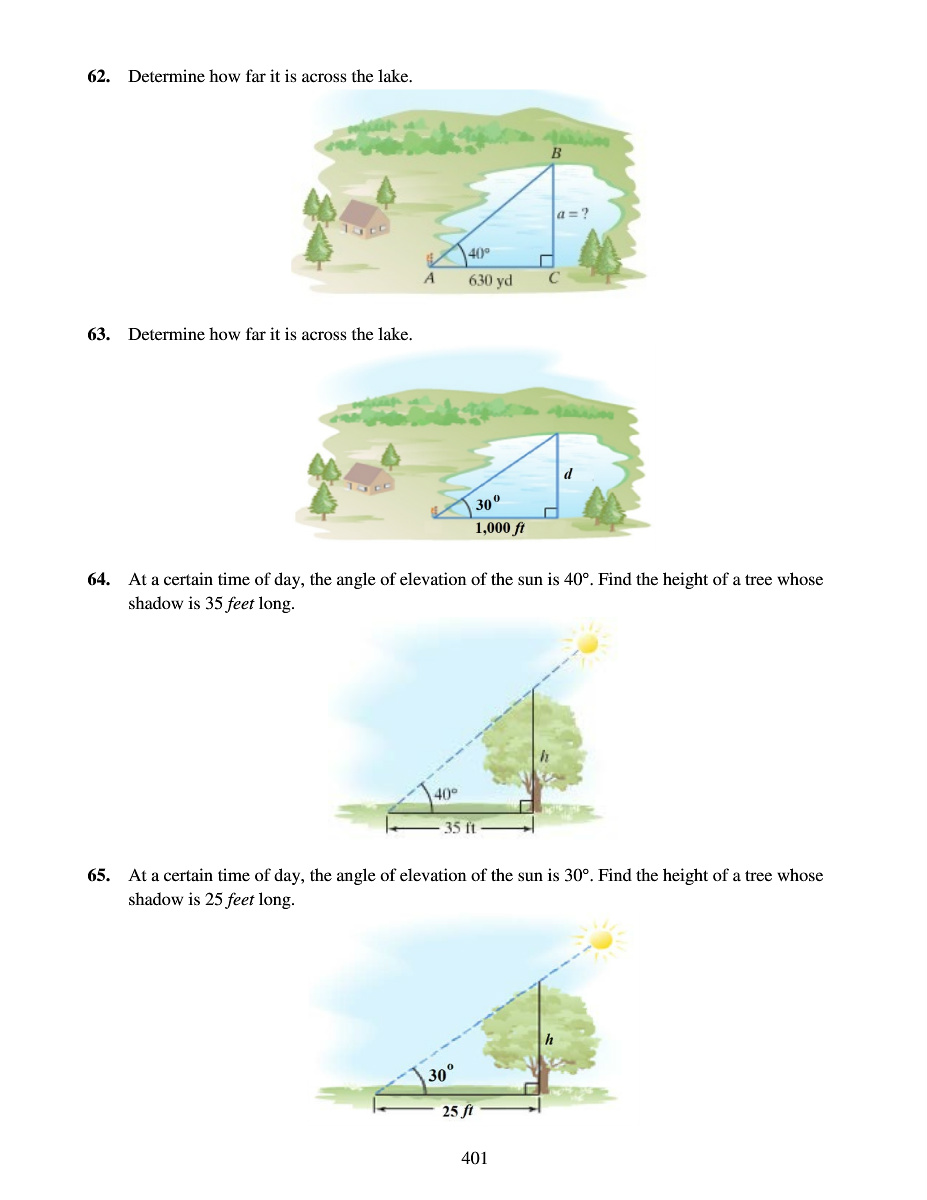 62. Determine how far it is across the lake.
B
a = ?
40°
A
630 yd
C
63. Determine how far it is across the lake.
d
30°
1,000 ft
64. At a certain time of day, the angle of elevation of the sun is 40°. Find the height of a tree whose
shadow is 35 feet long.
h
40°
35 ft
65. At a certain time of day, the angle of elevation of the sun is 30°. Find the height of a tree whose
shadow is 25 feet long.
h
30°
25 ft
401